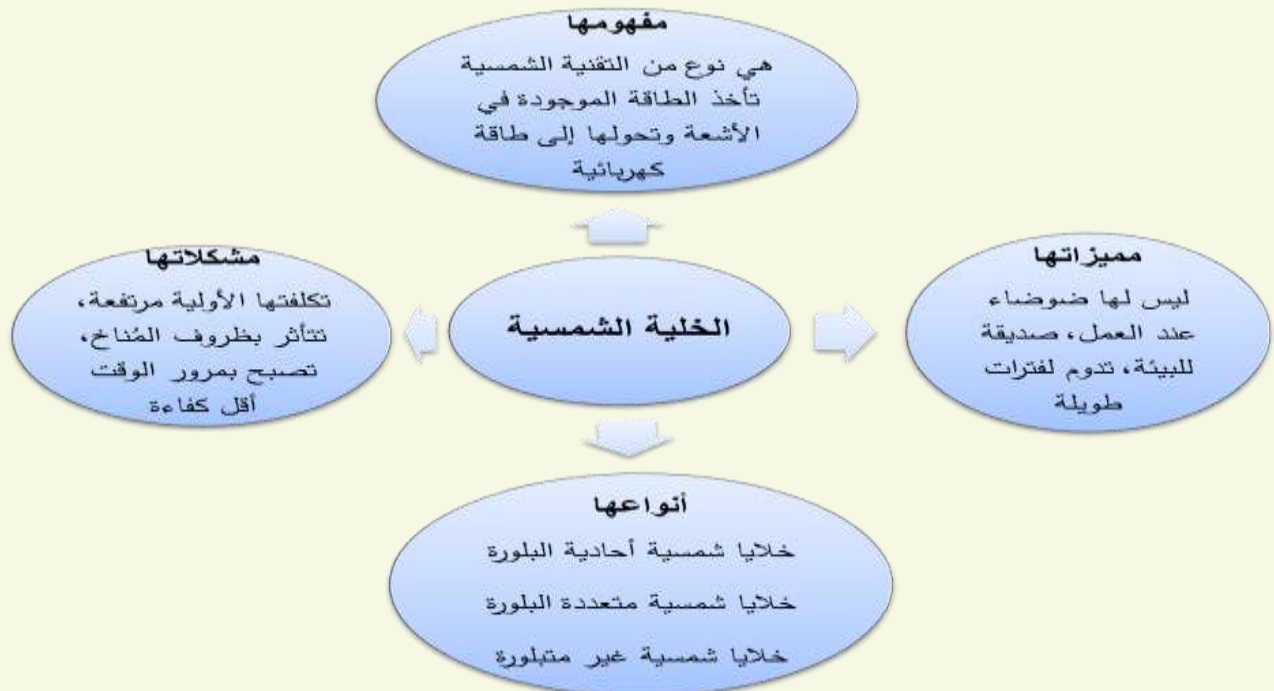 مفهومها
هي نوع من التقنية الشمسية
تأخذ الطاقة الموجودة في
الأشعة وتحولها إلى طاقة
كهربائية
مميزاتها
ليس لها ضوضاء
عند العمل، صديقة
للبيئة، تدوم لفترات
طويلة
الخلية الشمسية
مشكلاتها
تكلفتها الأولية مرتفعة،
تتأثر بظروف المُناخ،
تصبح بمرور الوقت
أقل كفاءة
أنواعها
خلايا شمسية أحادية البلورة
خلايا شمسية متعددة البلورة
خلايا شمسية غير متبلورة